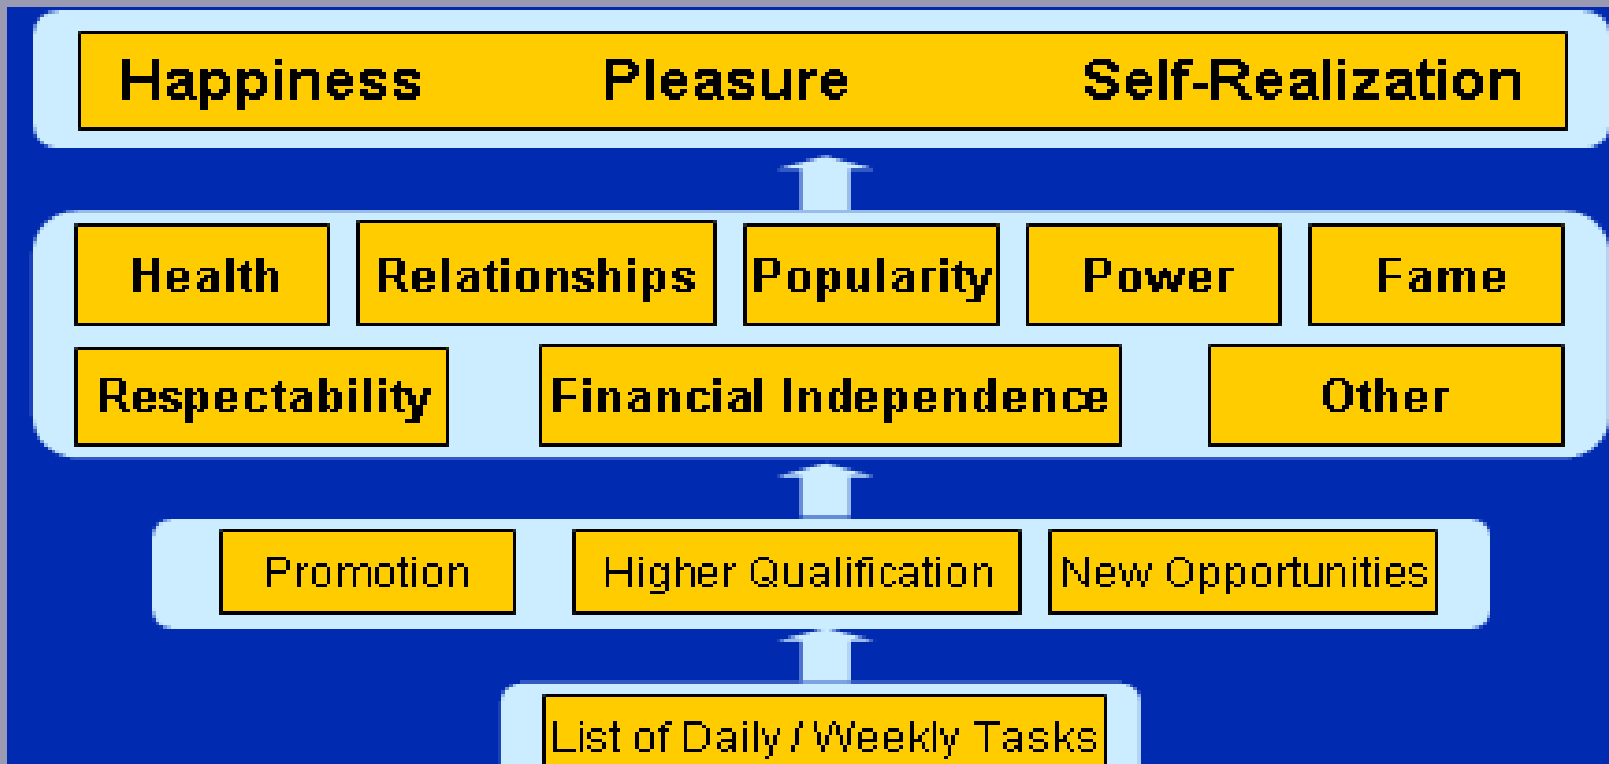 Happiness Pleasure Self-Realization
Health Relationships Popularity Power Fame
Respectability Financial Independence Other
Promotion Higher Qualification New Opportunities
List of Daily / Weekly Tasks